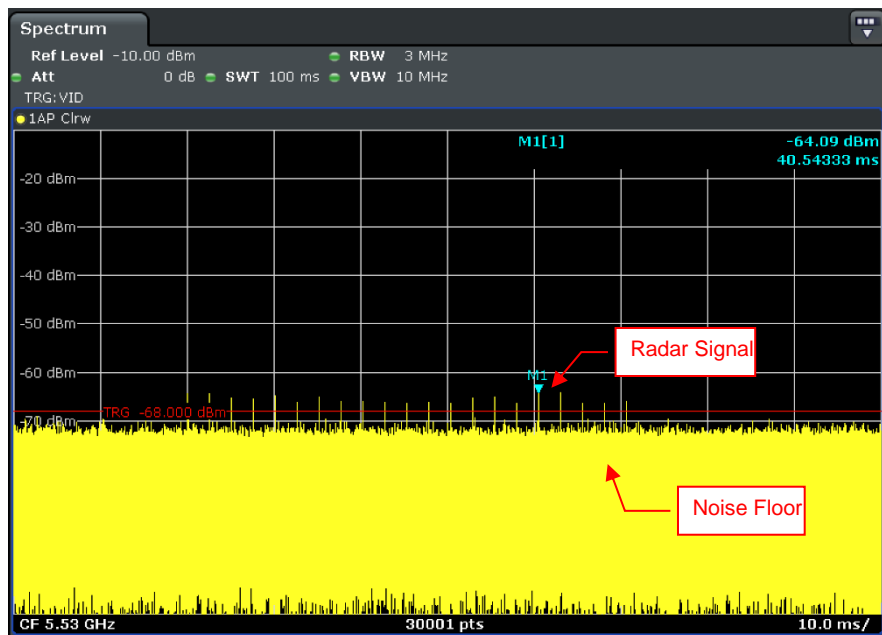 Spectrum
Ref Level -10.00 dBm RBW 3 MHz
Att 0 dB SWT 100 ms VBW 10 MHz
TRG:VID
1AP Clrw
M1[1] -64.09 dBm
40.54333 ms
-20 dBm
-30 dBm
-40 dBm
-50 dBm
Radar Signal
-60 dBm
M1
TRG -68.000 dBm
-70 dBm
Noise Floor
CF 5.53 GHz 30001 pts 10.0 ms/